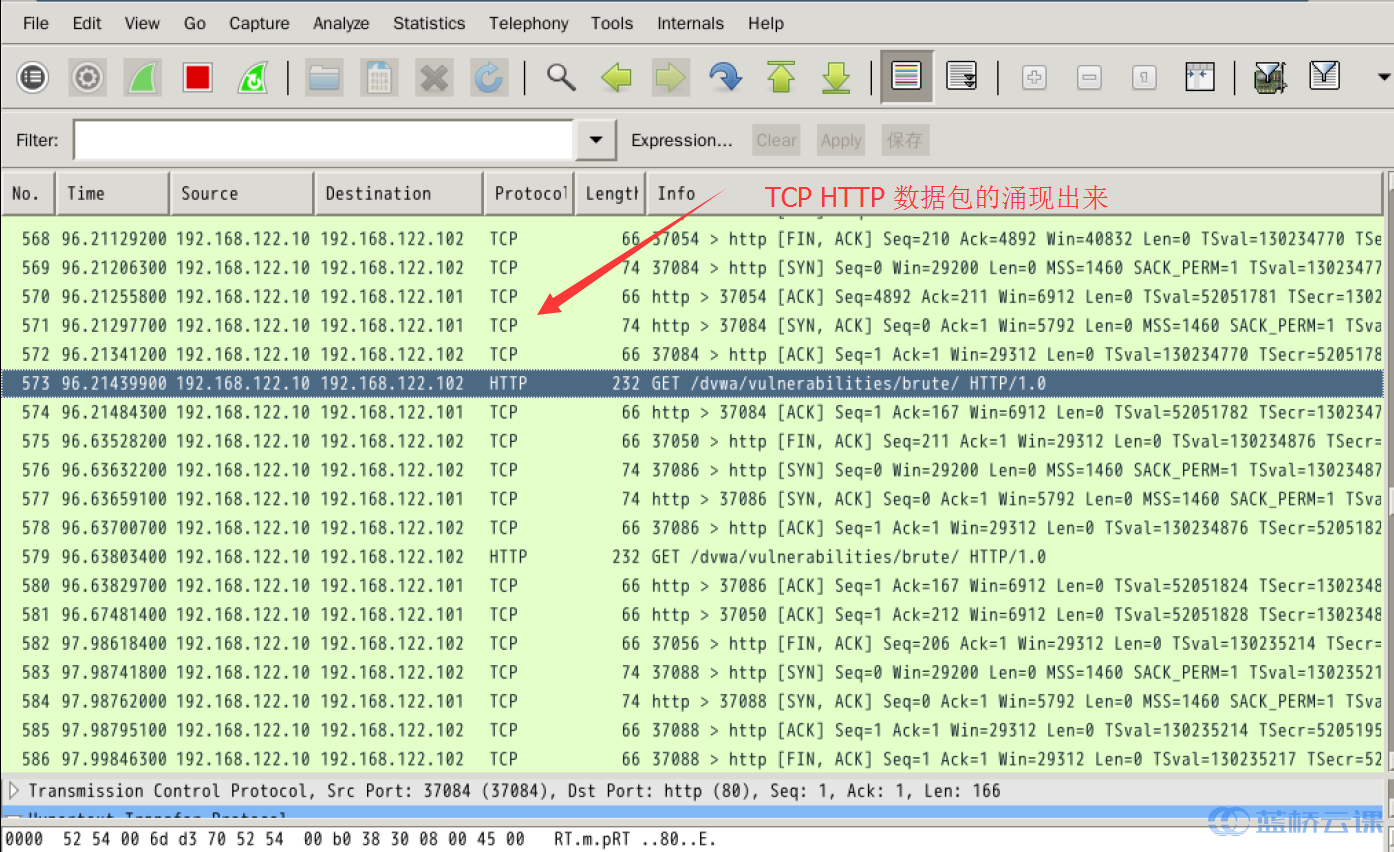 File Edit View Go Capture Analyze Statistics Telephony Tools Internals Help
Filter: Expression... Clear Apply 保存
No. Time Source Destination Protocol Length Info
TCP HTTP 数据包的涌现出来
568 96.21129200 192.168.122.10 192.168.122.102 TCP 66 37054 > http [FIN, ACK] Seq=210 Ack=4892 Win=40832 Len=0 TSval=130234770 TSe
569 96.21206300 192.168.122.10 192.168.122.102 TCP 74 37084 > http [SYN] Seq=0 Win=29200 Len=0 MSS=1460 SACK_PERM=1 TSval=13023477
570 96.21255800 192.168.122.10 192.168.122.101 TCP 66 http > 37054 [ACK] Seq=4892 Ack=211 Win=6912 Len=0 TSval=52051781 TSecr=1302
571 96.21297700 192.168.122.10 192.168.122.101 TCP 74 http > 37084 [SYN, ACK] Seq=0 Ack=1 Win=5792 Len=0 MSS=1460 SACK_PERM=1 TSva
572 96.21341200 192.168.122.10 192.168.122.102 TCP 66 37084 > http [ACK] Seq=1 Ack=1 Win=29312 Len=0 TSval=130234770 TSecr=5205178
573 96.21439900 192.168.122.10 192.168.122.102 HTTP 232 GET /dvwa/vulnerabilities/brute/ HTTP/1.0
574 96.21484300 192.168.122.10 192.168.122.101 TCP 66 http > 37084 [ACK] Seq=1 Ack=167 Win=6912 Len=0 TSval=52051782 TSecr=1302347
575 96.63528200 192.168.122.10 192.168.122.102 TCP 66 37050 > http [FIN, ACK] Seq=211 Ack=1 Win=29312 Len=0 TSval=130234876 TSecr=
576 96.63632200 192.168.122.10 192.168.122.102 TCP 74 37086 > http [SYN] Seq=0 Win=29200 Len=0 MSS=1460 SACK_PERM=1 TSval=13023487
577 96.63659100 192.168.122.10 192.168.122.101 TCP 74 http > 37086 [SYN, ACK] Seq=0 Ack=1 Win=5792 Len=0 MSS=1460 SACK_PERM=1 TSva
578 96.63700700 192.168.122.10 192.168.122.102 TCP 66 37086 > http [ACK] Seq=1 Ack=1 Win=29312 Len=0 TSval=130234876 TSecr=5205182
579 96.63803400 192.168.122.10 192.168.122.102 HTTP 232 GET /dvwa/vulnerabilities/brute/ HTTP/1.0
580 96.63829700 192.168.122.10 192.168.122.101 TCP 66 http > 37086 [ACK] Seq=1 Ack=167 Win=6912 Len=0 TSval=52051824 TSecr=1302348
581 96.67481400 192.168.122.10 192.168.122.101 TCP 66 http > 37050 [ACK] Seq=1 Ack=212 Win=6912 Len=0 TSval=52051828 TSecr=1302348
582 97.98618400 192.168.122.10 192.168.122.102 TCP 66 37056 > http [FIN, ACK] Seq=206 Ack=1 Win=29312 Len=0 TSval=130235214 TSecr=
583 97.98741800 192.168.122.10 192.168.122.102 TCP 74 37088 > http [SYN] Seq=0 Win=29200 Len=0 MSS=1460 SACK_PERM=1 TSval=13023521
584 97.98762000 192.168.122.10 192.168.122.101 TCP 74 http > 37088 [SYN, ACK] Seq=0 Ack=1 Win=5792 Len=0 MSS=1460 SACK_PERM=1 TSva
585 97.98795100 192.168.122.10 192.168.122.102 TCP 66 37088 > http [ACK] Seq=1 Ack=1 Win=29312 Len=0 TSval=130235214 TSecr=5205195
586 97.99846300 192.168.122.10 192.168.122.102 TCP 66 37088 > http [FIN, ACK] Seq=1 Ack=1 Win=29312 Len=0 TSval=130235217 TSecr=52
Transmission Control Protocol, Src Port: 37084 (37084), Dst Port: http (80), Seq: 1, Ack: 1, Len: 166
Hypertext Transfer Protocol
蓝桥云课
0000 52 54 00 6d d3 70 52 54 00 b0 38 30 08 00 45 00 RT.m.pRT ..80..E.